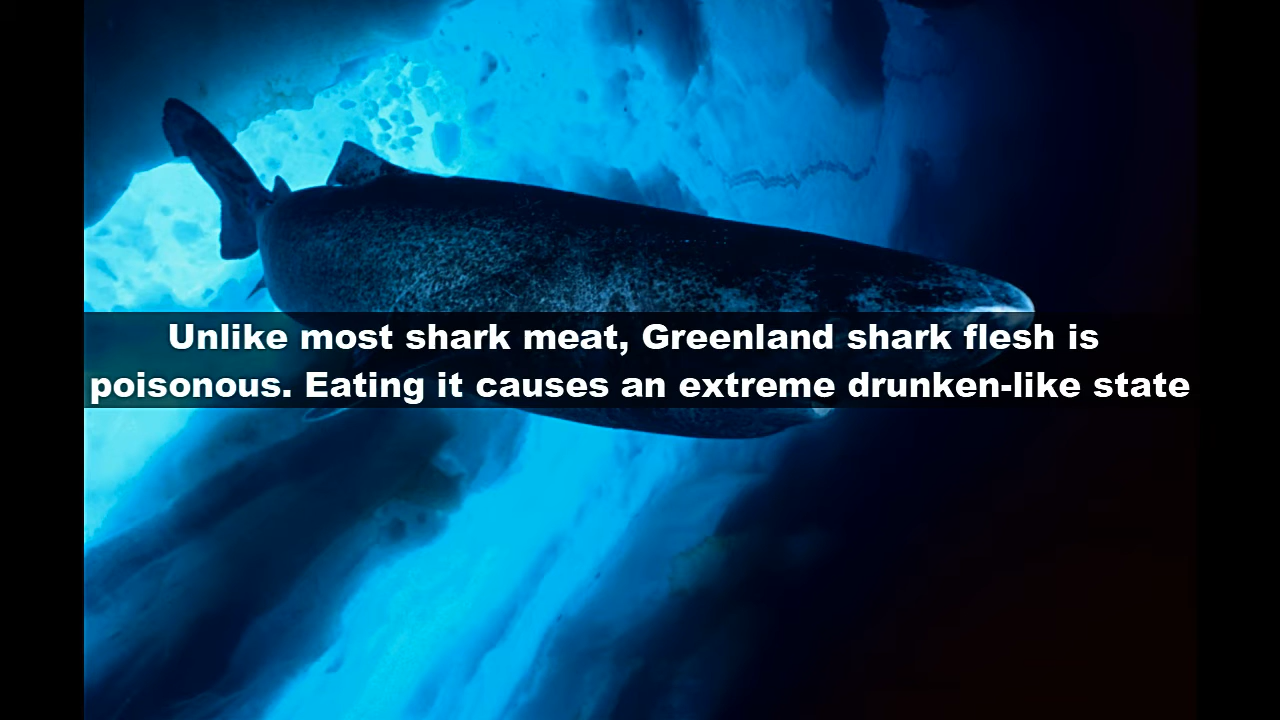 Unlike most shark meat, Greenland shark flesh is
poisonous. Eating it causes an extreme drunken-like state